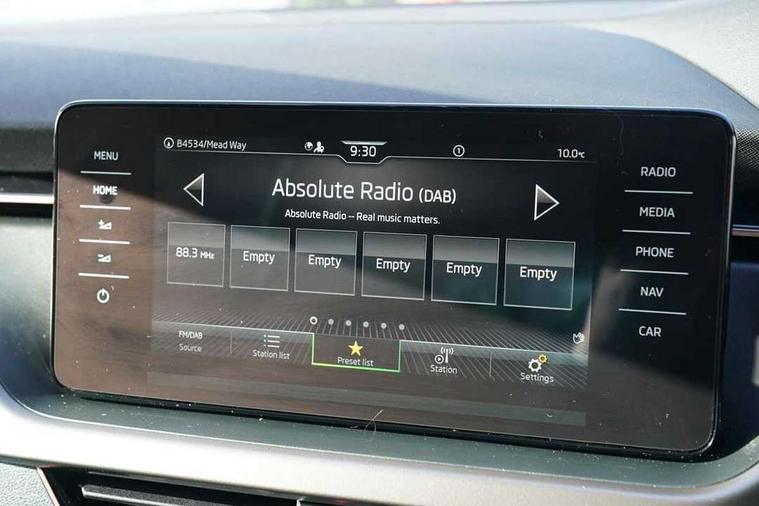 B4534/Mead Way
9:30
1
10.0°C
MENU
HOME
RADIO
MEDIA
PHONE
NAV
CAR
Absolute Radio (DAB)
Absolute Radio -- Real music matters.
88.3 MHz
Empty
Empty
Empty
Empty
Empty
FM/DAB
Source
Station list
Preset list
Station
Settings